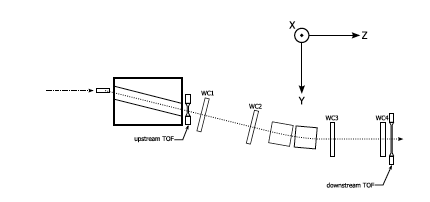 X
Z
Y
WC1
WC2
WC3
WC4
upstream TOF
downstream TOF